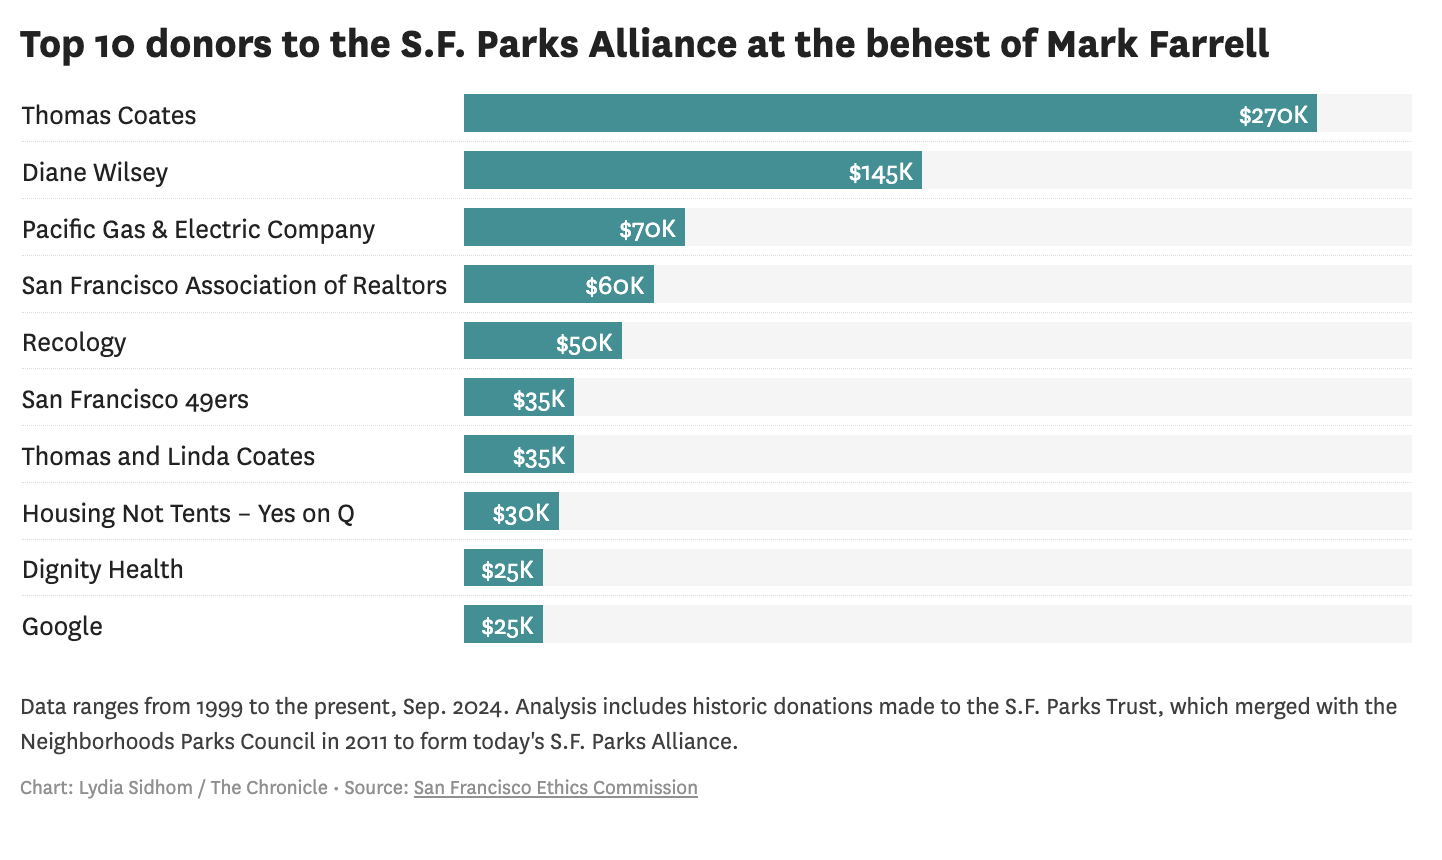 Top 10 donors to the S.F. Parks Alliance at the behest of Mark Farrell
Thomas Coates $270K
Diane Wilsey $145K
Pacific Gas & Electric Company $70K
San Francisco Association of Realtors $60K
Recology $50K
San Francisco 49ers $35K
Thomas and Linda Coates $35K
Housing Not Tents – Yes on Q $30K
Dignity Health $25K
Google $25K
Data ranges from 1999 to the present, Sep. 2024. Analysis includes historic donations made to the S.F. Parks Trust, which merged with the
Neighborhoods Parks Council in 2011 to form today's S.F. Parks Alliance.
Chart: Lydia Sidhom / The Chronicle • Source: San Francisco Ethics Commission